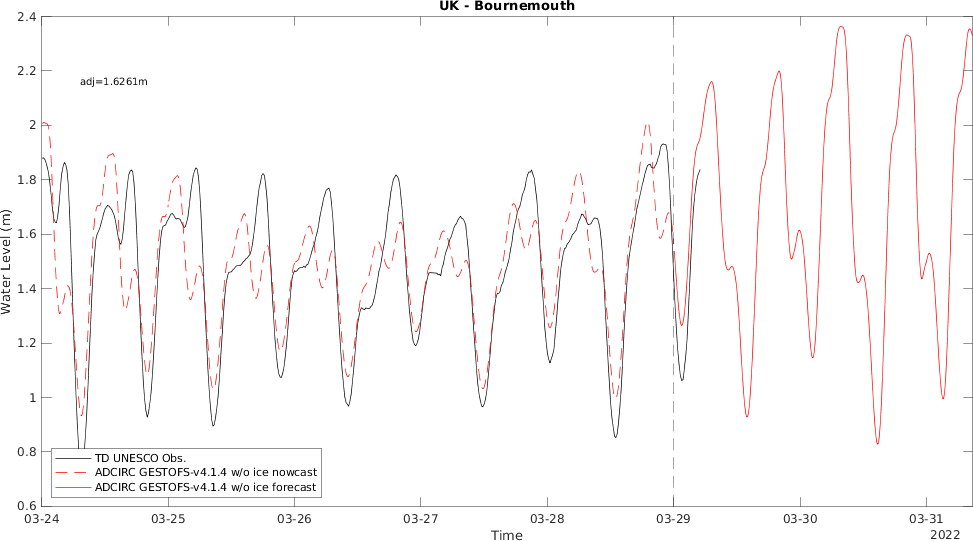 UK - Bournemouth
2.4
2.2
2
1.8
1.6
1.4
1.2
1
0.8
0.6
Water Level (m)
adj=1.6261m
TD UNESCO Obs.
ADCIRC GESTOFS-v4.1.4 w/o ice nowcast
ADCIRC GESTOFS-v4.1.4 w/o ice forecast
03-24 03-25 03-26 03-27 03-28 03-29 03-30 03-31
Time
2022